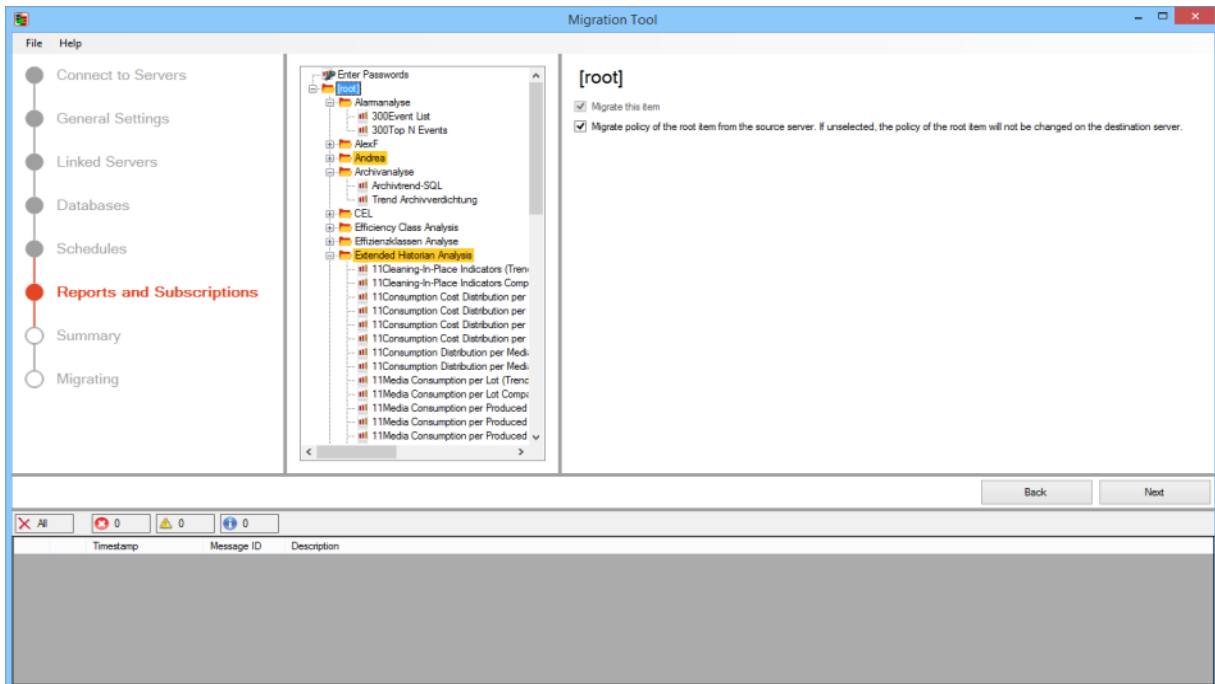 Migration Tool
File Help
Connect to Servers
General Settings
Linked Servers
Databases
Schedules
Reports and Subscriptions
Summary
Migrating
Enter Passwords
[root]
Alarmanalyse
300Event List
300Top N Events
AlexF
Andrea
Archivanalyse
Archivtrend-SQL
Trend Archivverdichtung
CEL
Efficiency Class Analysis
Effizienzklassen Analyse
Extended Historian Analysis
11Cleaning-In-Place Indicators (Tren
11Cleaning-In-Place Indicators Comp
11Consumption Cost Distribution per
11Consumption Cost Distribution per
11Consumption Cost Distribution per
11Consumption Cost Distribution per
11Consumption Distribution per Medi
11Consumption Distribution per Medi
11Media Consumption per Lot (Trend
11Media Consumption per Lot Compa
11Media Consumption per Produced
11Media Consumption per Produced
11Media Consumption per Produced
[root]
Migrate this item
Migrate policy of the root item from the source server. If unselected, the policy of the root item will not be changed on the destination server.
Back Next
All 0 0 0
Timestamp Message ID Description